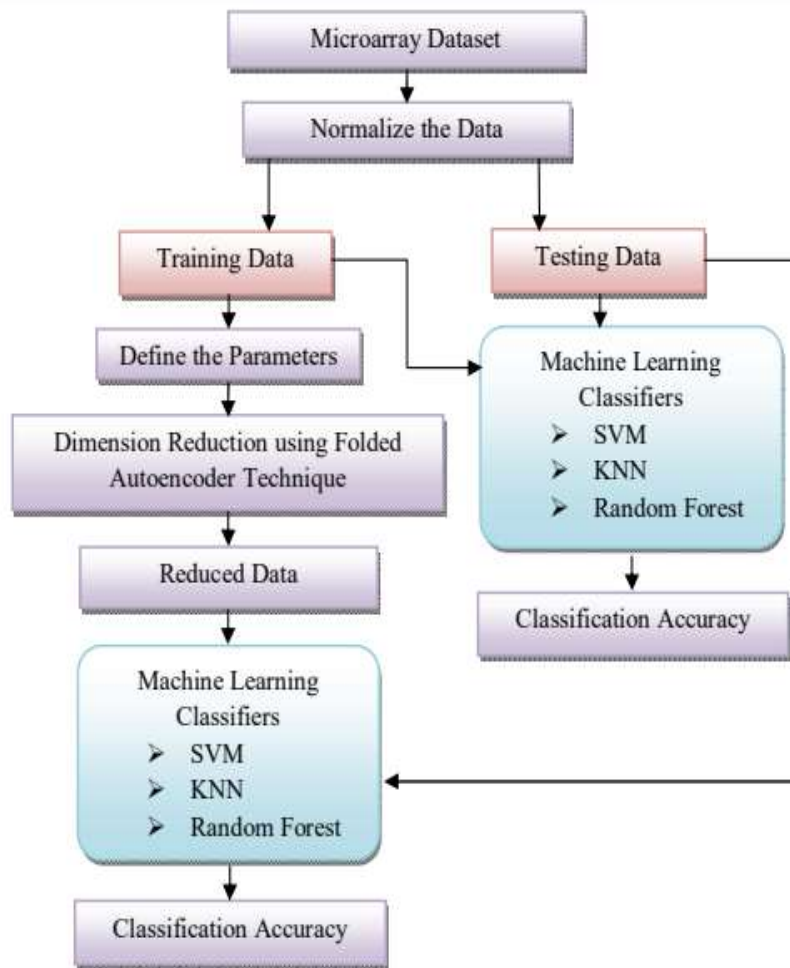 Microarray Dataset
Normalize the Data
Training Data
Testing Data
Define the Parameters
Dimension Reduction using Folded
Autoencoder Technique
Reduced Data
Machine Learning
Classifiers
➢ SVM
➢ KNN
➢ Random Forest
Classification Accuracy
Machine Learning
Classifiers
➢ SVM
➢ KNN
➢ Random Forest
Classification Accuracy